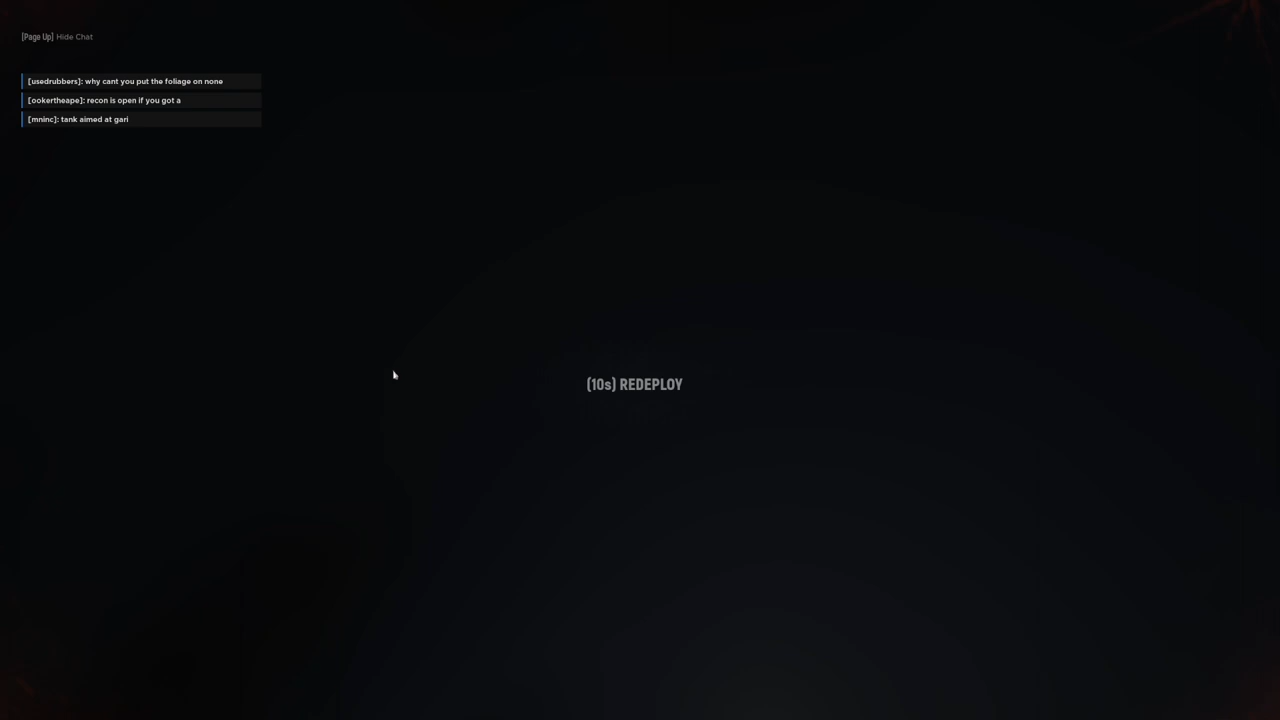 [Page Up] Hide Chat
[usedrubbers]: why cant you put the foliage on none
[ookertheape]: recon is open if you got a
[mninc]: tank aimed at gari
(10s) REDEPLOY